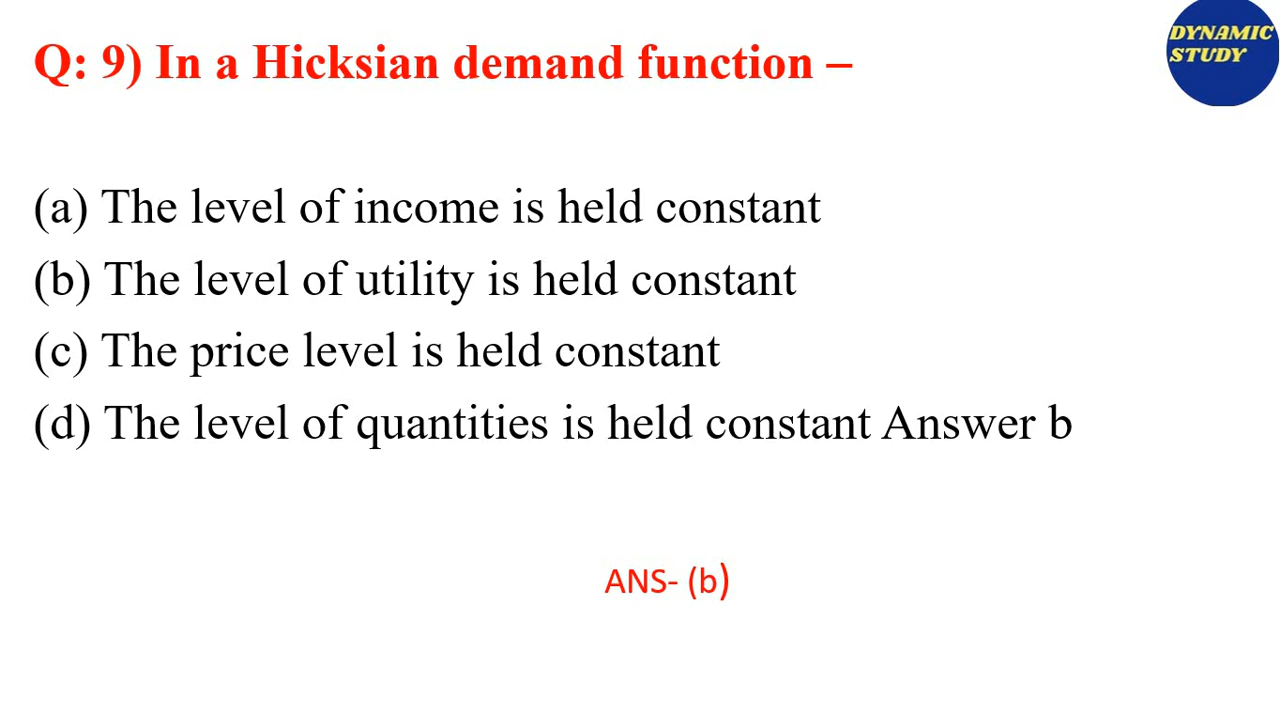 Q: 9) In a Hicksian demand function –
DYNAMIC
STUDY
(a) The level of income is held constant
(b) The level of utility is held constant
(c) The price level is held constant
(d) The level of quantities is held constant Answer b
ANS- (b)